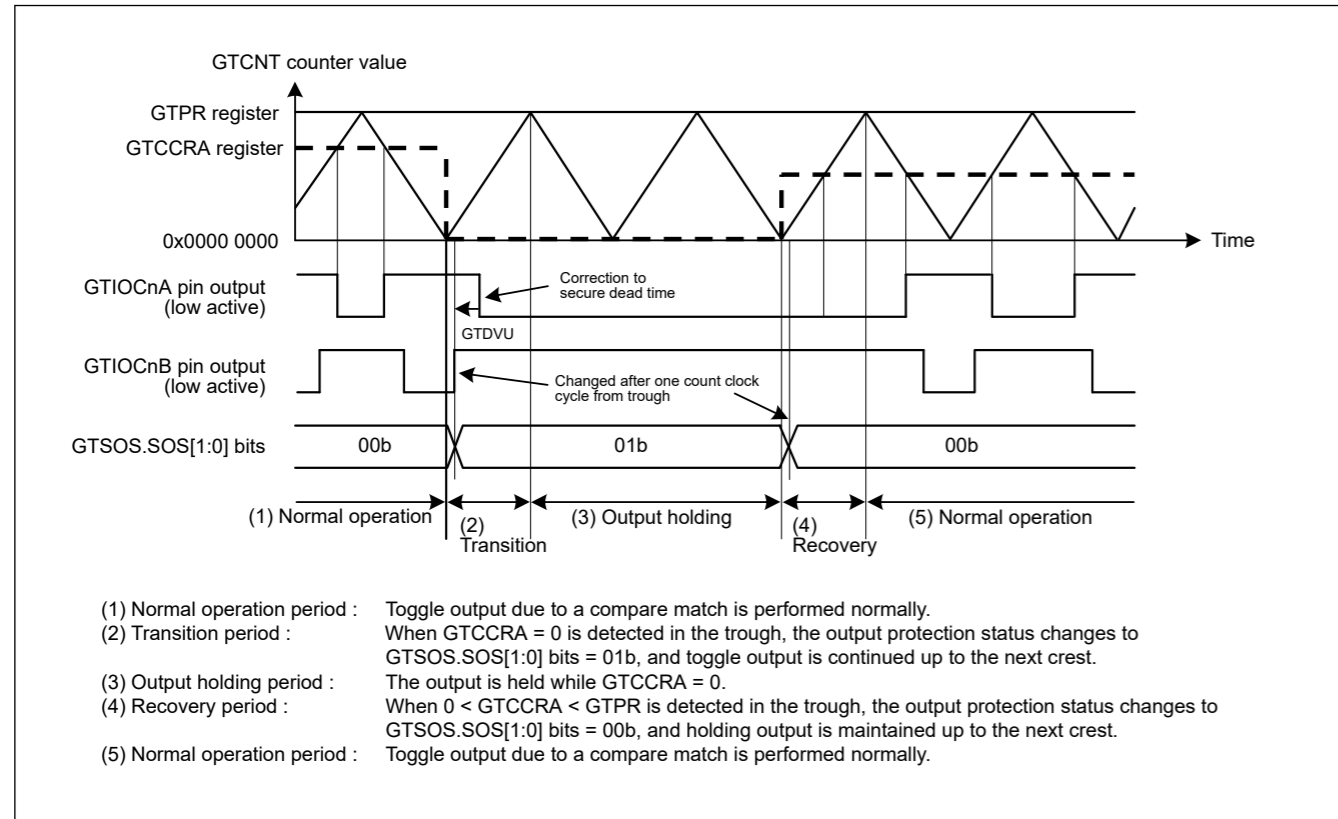 GTCNT counter value
GTPR register
GTCCRA register
0x0000 0000
Time
GTIOCnA pin output
(low active)
Correction to
secure dead time
GTDVU
GTIOCnB pin output
(low active)
Changed after one count clock
cycle from trough
GTSOS.SOS[1:0] bits
00b
01b
00b
(1) Normal operation
(2)
Transition
(3) Output holding
(4)
Recovery
(5) Normal operation
(1) Normal operation period : Toggle output due to a compare match is performed normally.
(2) Transition period : When GTCCRA = 0 is detected in the trough, the output protection status changes to
GTSOS.SOS[1:0] bits = 01b, and toggle output is continued up to the next crest.
(3) Output holding period : The output is held while GTCCRA = 0.
(4) Recovery period : When 0 < GTCCRA < GTPR is detected in the trough, the output protection status changes to
GTSOS.SOS[1:0] bits = 00b, and holding output is maintained up to the next crest.
(5) Normal operation period : Toggle output due to a compare match is performed normally.